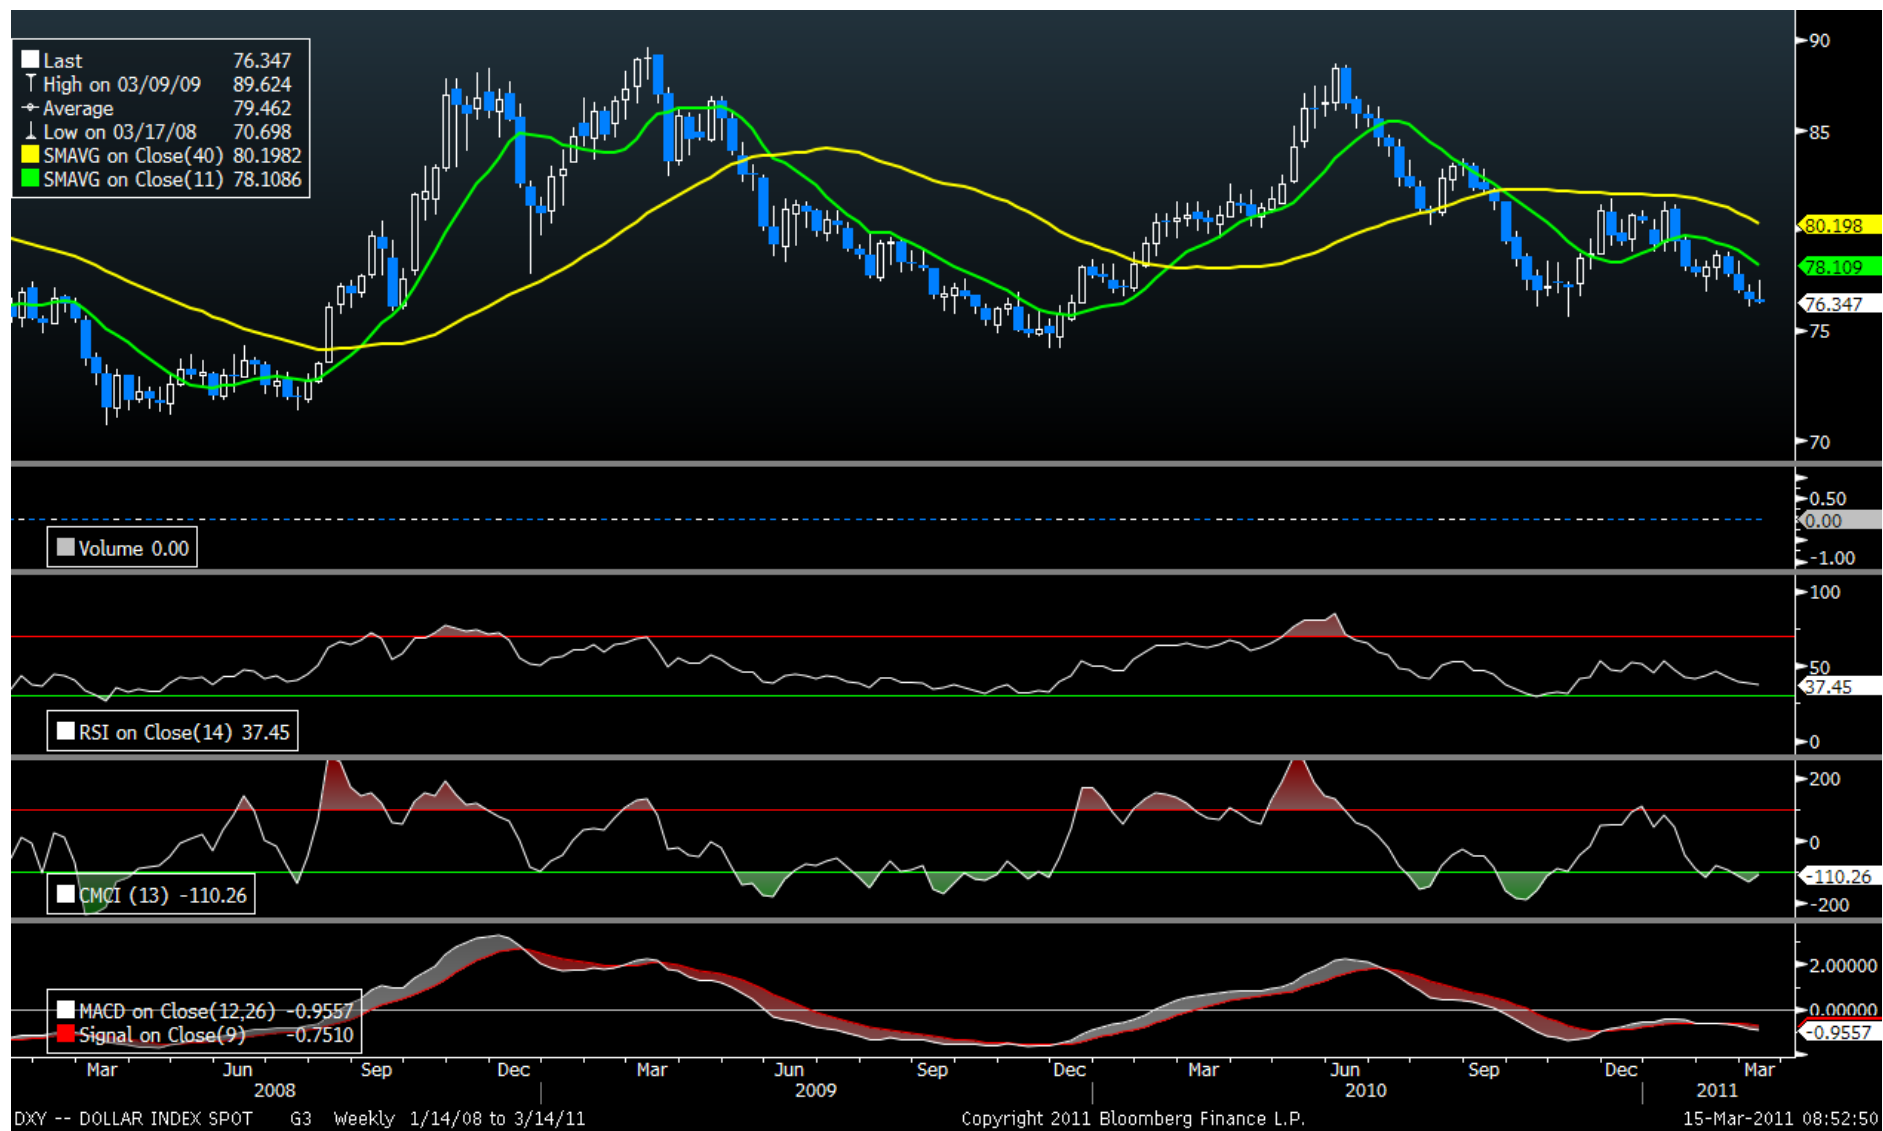 Last 76.347
High on 03/09/09 89.624
Average 79.462
Low on 03/17/08 70.698
SMAVG on Close(40) 80.1982
SMAVG on Close(11) 78.1086
90
85
80.198
78.109
76.347
75
70
0.50
0.00
-1.00
Volume 0.00
100
50
37.45
0
RSI on Close(14) 37.45
200
0
-110.26
-200
CMCI (13) -110.26
2.00000
0.00000
-0.9557
MACD on Close(12,26) -0.9557
Signal on Close(9) -0.7510
Mar Jun Sep Dec Mar Jun Sep Dec Mar Jun Sep Dec Mar
2008 2009 2010 2011
DXY -- DOLLAR INDEX SPOT G3 Weekly 1/14/08 to 3/14/11 Copyright 2011 Bloomberg Finance L.P. 15-Mar-2011 08:52:50